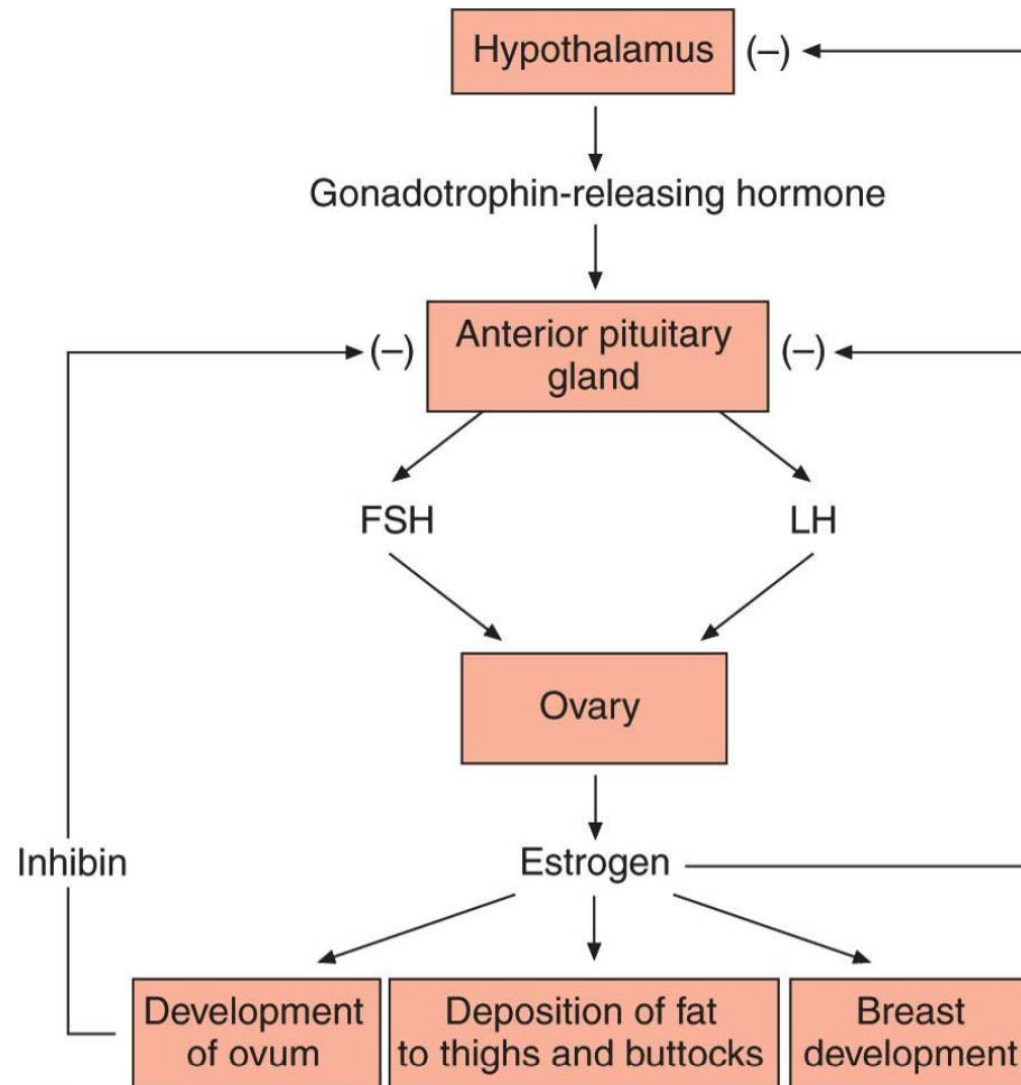 Hypothalamus (–)
Gonadotrophin-releasing hormone
(–) Anterior pituitary (–)
gland
FSH LH
Ovary
Inhibin Estrogen
Development Deposition of fat Breast
of ovum to thighs and buttocks development